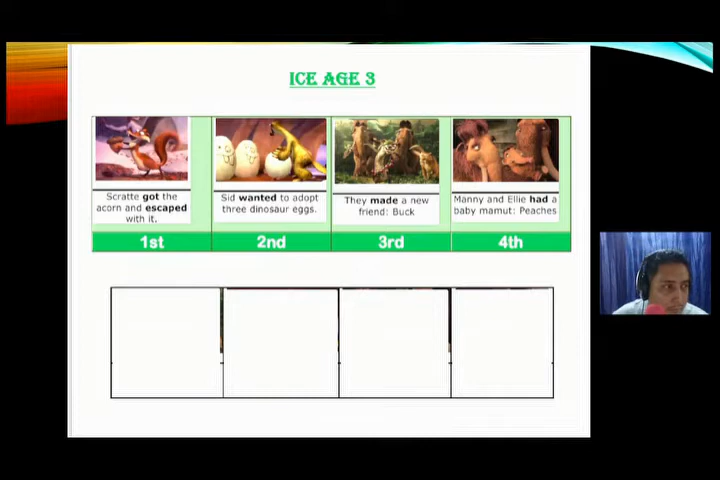 ICE AGE 3
Scratte got the
acorn and escaped
with it.
Sid wanted to adopt
three dinosaur eggs.
They made a new
friend: Buck
Manny and Ellie had a
baby mamut: Peaches
1st
2nd
3rd
4th